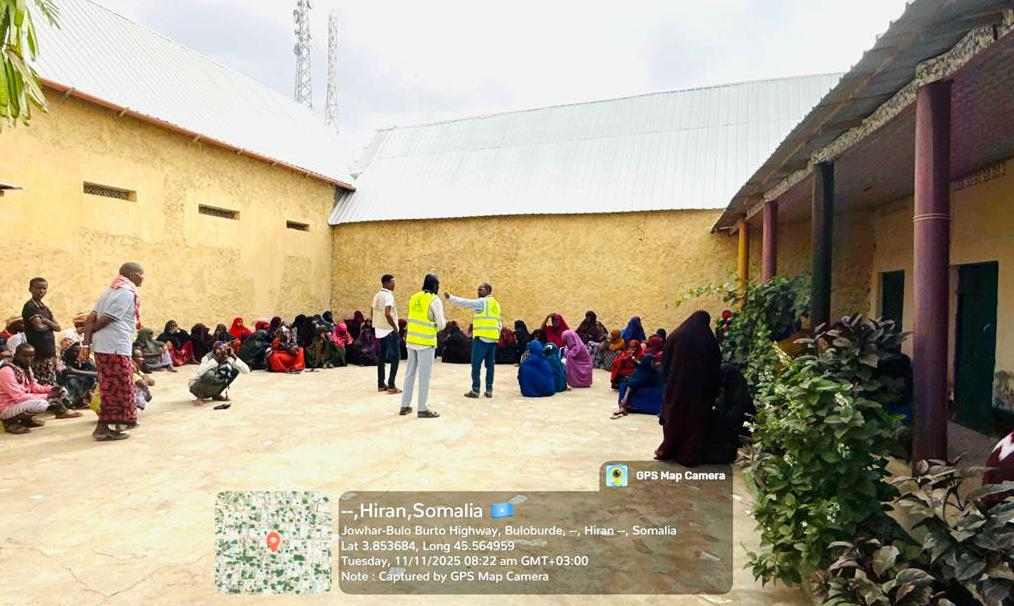 GPS Map Camera
--,Hiran,Somalia
Jowhar-Bulo Burto Highway, Buloburde, --, Hiran --, Somalia
Lat 3.853684, Long 45.564959
Tuesday, 11/11/2025 08:22 am GMT+03:00
Note : Captured by GPS Map Camera